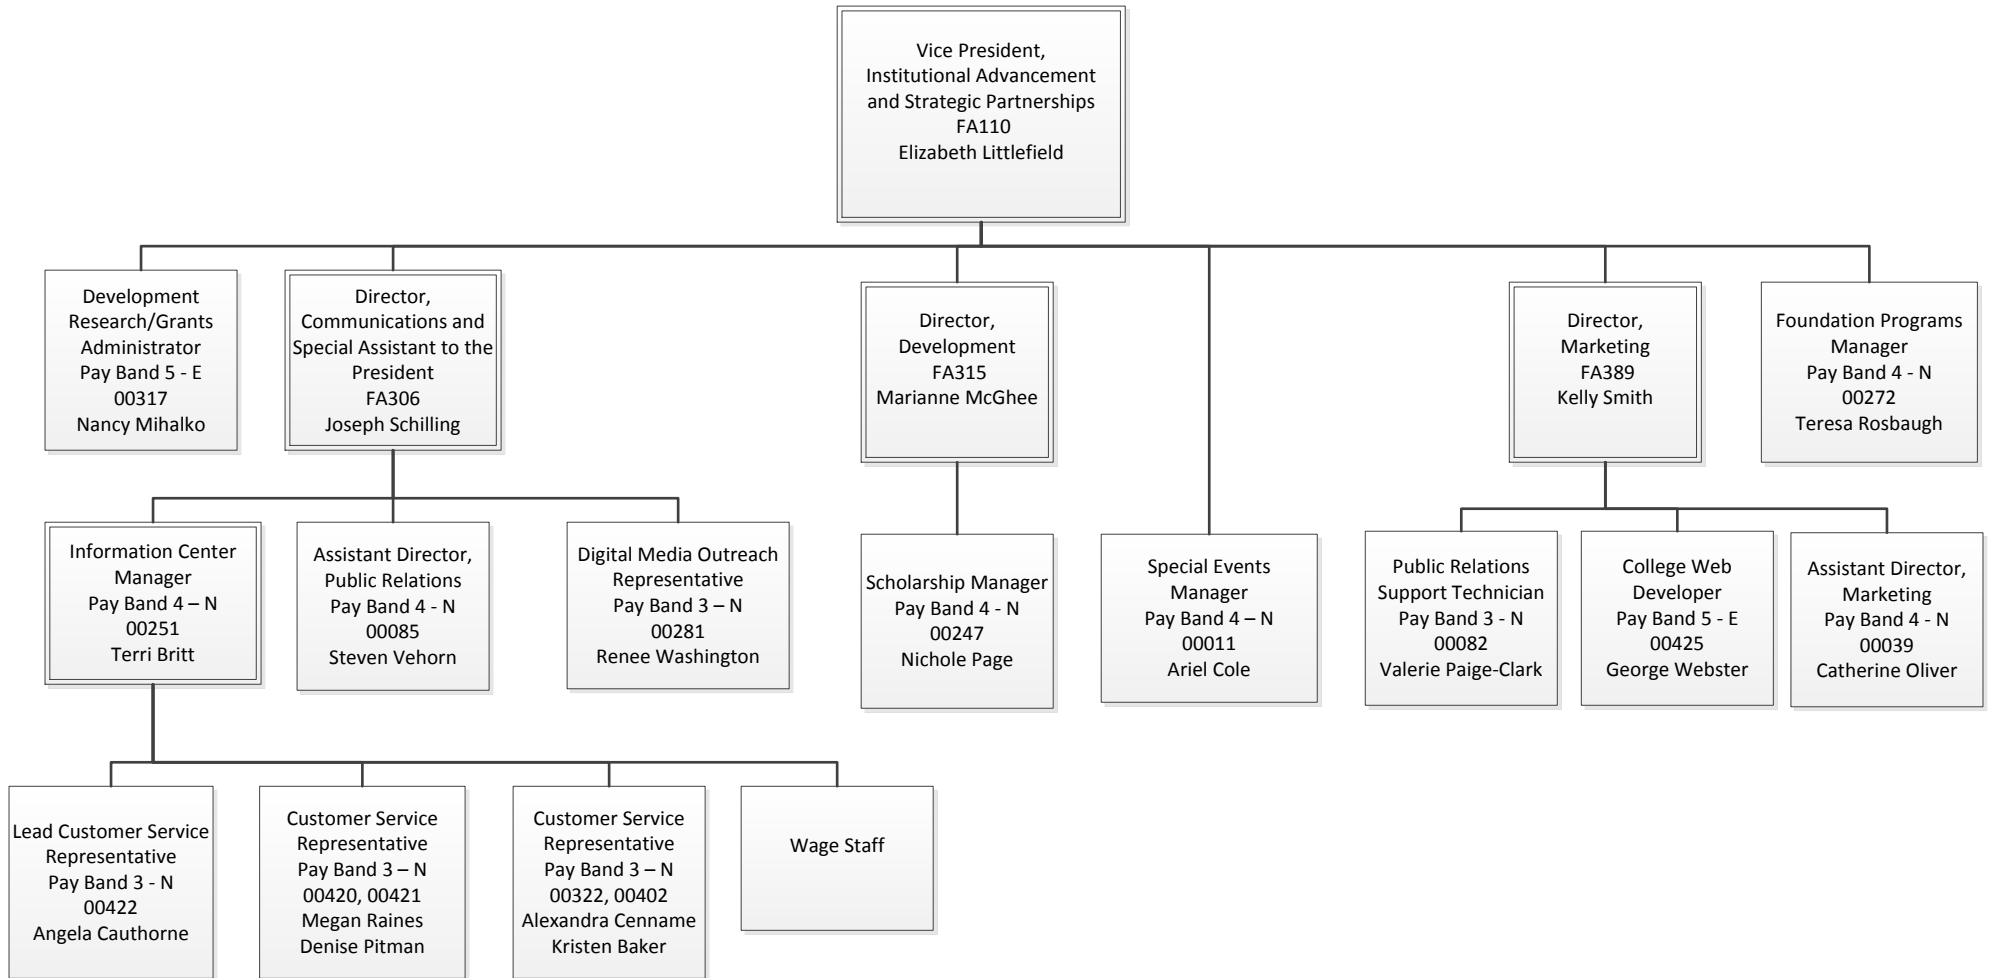 Vice President,
Institutional Advancement
and Strategic Partnerships
FA110
Elizabeth Littlefield
Development
Research/Grants
Administrator
Pay Band 5 - E
00317
Nancy Mihalko
Director,
Communications and
Special Assistant to the
President
FA306
Joseph Schilling
Director,
Development
FA315
Marianne McGhee
Director,
Marketing
FA389
Kelly Smith
Foundation Programs
Manager
Pay Band 4 - N
00272
Teresa Rosbaugh
Information Center
Manager
Pay Band 4 – N
00251
Terri Britt
Assistant Director,
Public Relations
Pay Band 4 - N
00085
Steven Vehorn
Digital Media Outreach
Representative
Pay Band 3 – N
00281
Renee Washington
Scholarship Manager
Pay Band 4 - N
00247
Nichole Page
Special Events
Manager
Pay Band 4 – N
00011
Ariel Cole
Public Relations
Support Technician
Pay Band 3 - N
00082
Valerie Paige-Clark
College Web
Developer
Pay Band 5 - E
00425
George Webster
Assistant Director,
Marketing
Pay Band 4 - N
00039
Catherine Oliver
Lead Customer Service
Representative
Pay Band 3 - N
00422
Angela Cauthorne
Customer Service
Representative
Pay Band 3 – N
00420, 00421
Megan Raines
Denise Pitman
Customer Service
Representative
Pay Band 3 – N
00322, 00402
Alexandra Cenname
Kristen Baker
Wage Staff